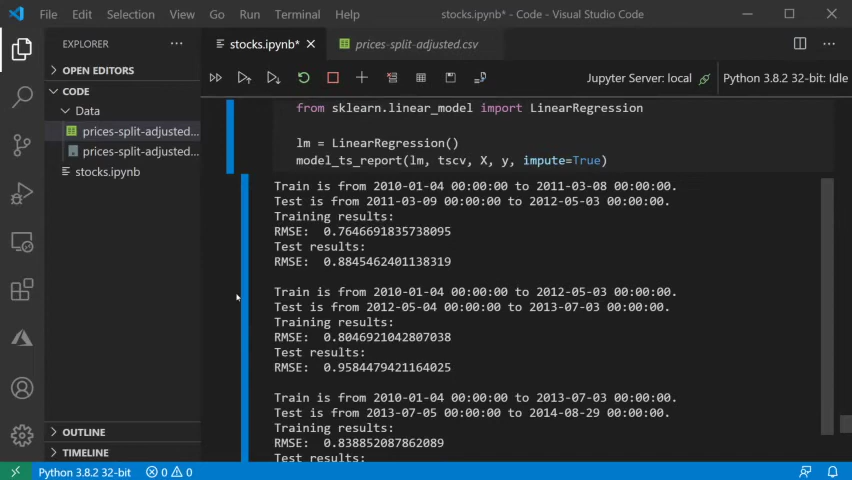 File Edit Selection View Go Run Terminal Help stocks.ipynb* - Code - Visual Studio Code
EXPLORER
OPEN EDITORS
CODE
Data
prices-split-adjusted...
prices-split-adjusted...
stocks.ipynb
OUTLINE
TIMELINE
stocks.ipynb* prices-split-adjusted.csv
Jupyter Server: local Python 3.8.2 32-bit: Idle
from sklearn.linear_model import LinearRegression
lm = LinearRegression()
model_ts_report(lm, tscv, X, y, impute=True)
Train is from 2010-01-04 00:00:00 to 2011-03-08 00:00:00.
Test is from 2011-03-09 00:00:00 to 2012-05-03 00:00:00.
Training results:
RMSE: 0.7646691835738095
Test results:
RMSE: 0.8845462401138319
Train is from 2010-01-04 00:00:00 to 2012-05-03 00:00:00.
Test is from 2012-05-04 00:00:00 to 2013-07-03 00:00:00.
Training results:
RMSE: 0.8046921042807038
Test results:
RMSE: 0.9584479421164025
Train is from 2010-01-04 00:00:00 to 2013-07-03 00:00:00.
Test is from 2013-07-05 00:00:00 to 2014-08-29 00:00:00.
Training results:
RMSE: 0.838852087862089
Test results:
Python 3.8.2 32-bit 0 0